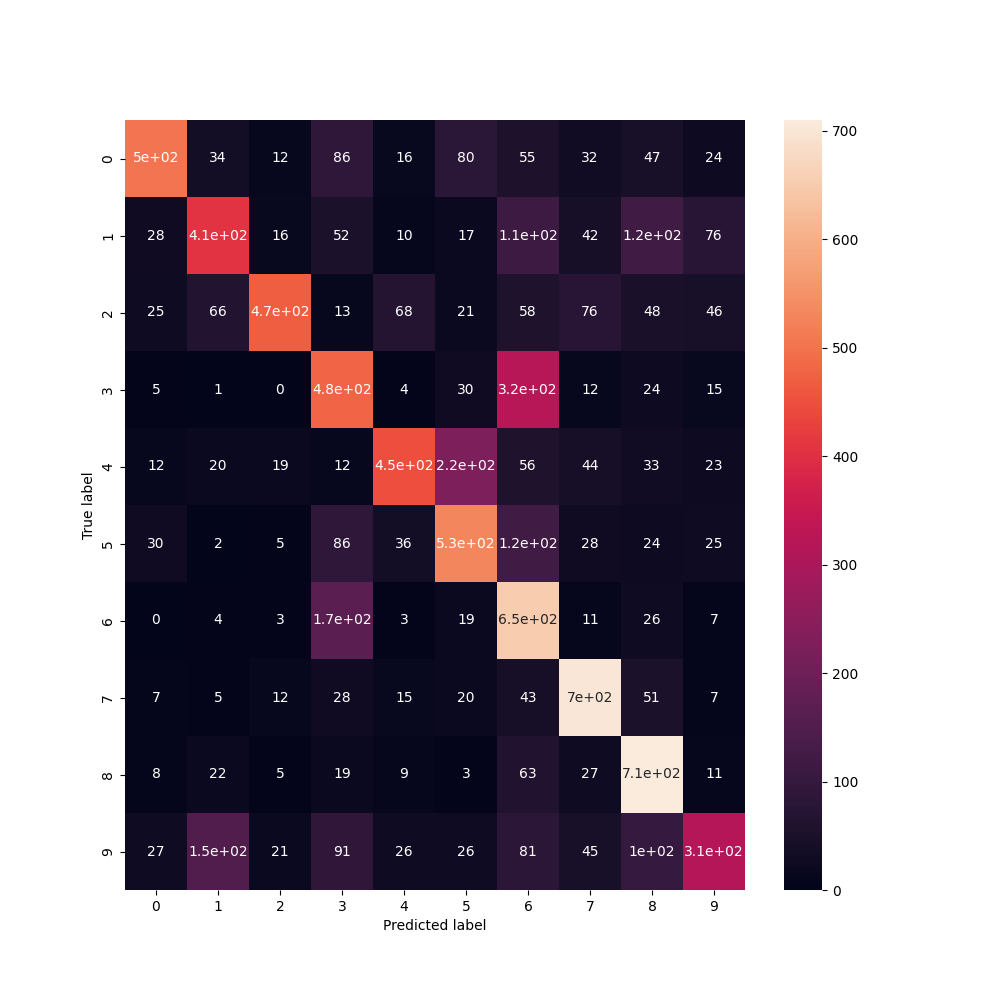 0 5e+02 34 12 86 16 80 55 32 47 24
1 28 4.1e+02 16 52 10 17 1.1e+02 42 1.2e+02 76
2 25 66 4.7e+02 13 68 21 58 76 48 46
3 5 1 0 4.8e+02 4 30 3.2e+02 12 24 15
4 12 20 19 12 4.5e+02 2.2e+02 56 44 33 23
5 30 2 5 86 36 5.3e+02 1.2e+02 28 24 25
6 0 4 3 1.7e+02 3 19 6.5e+02 11 26 7
7 7 5 12 28 15 20 43 7e+02 51 7
8 8 22 5 19 9 3 63 27 7.1e+02 11
9 27 1.5e+02 21 91 26 26 81 45 1e+02 3.1e+02
0 1 2 3 4 5 6 7 8 9
Predicted label
True label
700
600
500
400
300
200
100
0